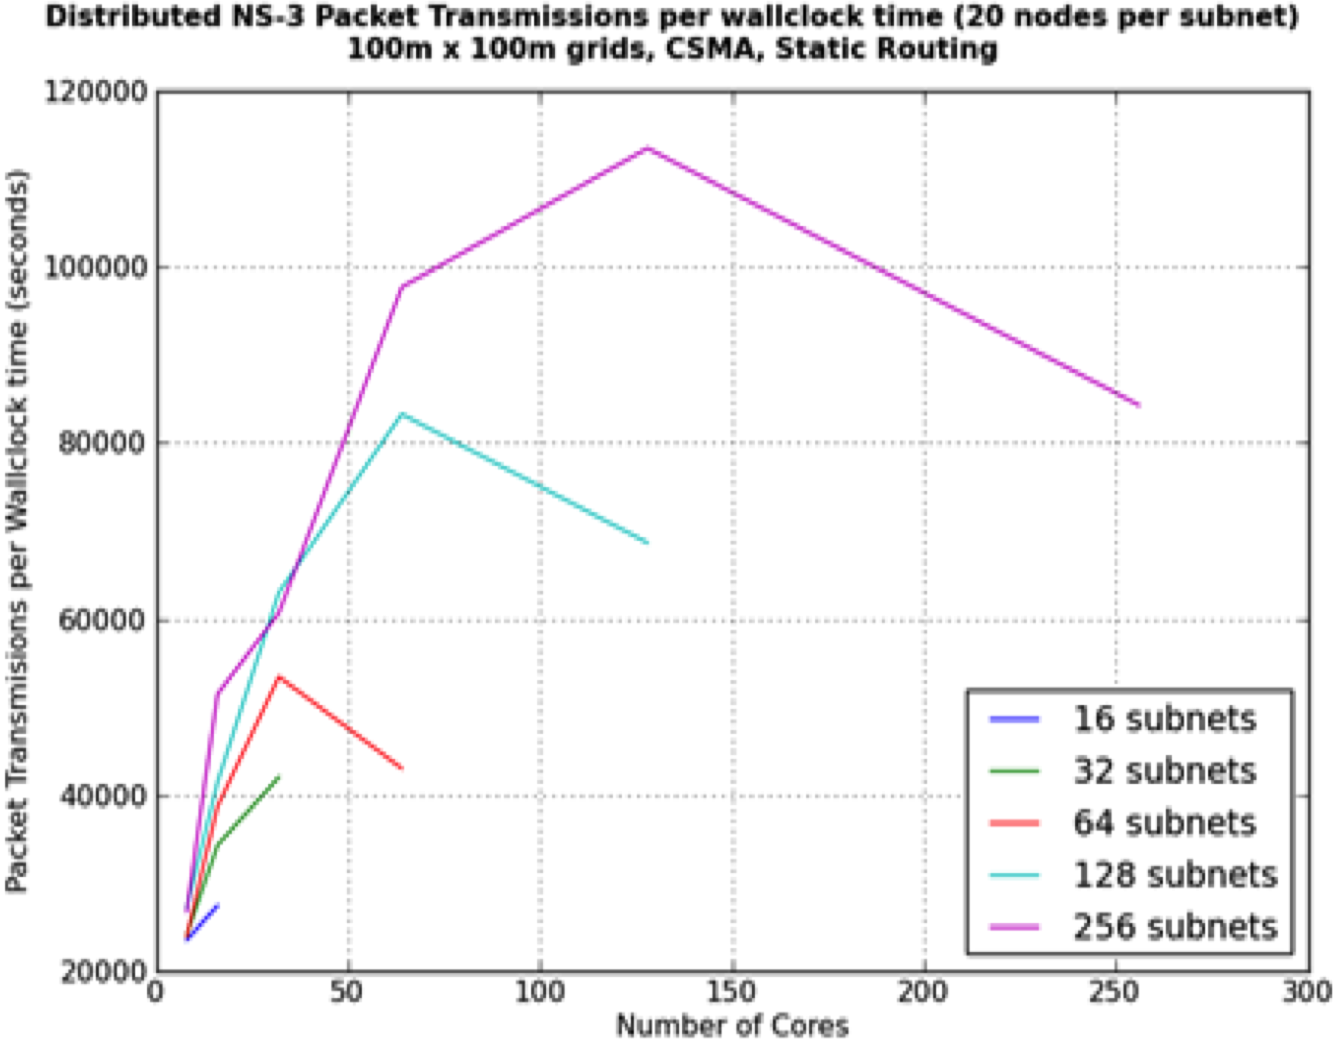 Distributed NS-3 Packet Transmissions per wallclock time (20 nodes per subnet)
100m x 100m grids, CSMA, Static Routing
Packet Transmisions per Wallclock time (seconds)
120000
100000
80000
60000
40000
20000
0
50
100
150
200
250
300
Number of Cores
16 subnets
32 subnets
64 subnets
128 subnets
256 subnets